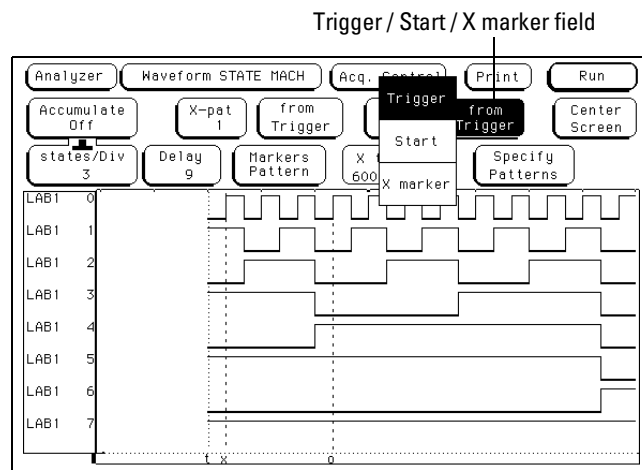 Trigger / Start / X marker field
Analyzer
Waveform STATE MACH
Acq. Control
Print
Run
Accumulate
Off
X-pat
1
from
Trigger
Trigger
Start
X marker
from
Trigger
Center
Screen
states/Div
3
Delay
9
Markers
Pattern
X
600
Specify
Patterns
LAB1 0
LAB1 1
LAB1 2
LAB1 3
LAB1 4
LAB1 5
LAB1 6
LAB1 7
t x o